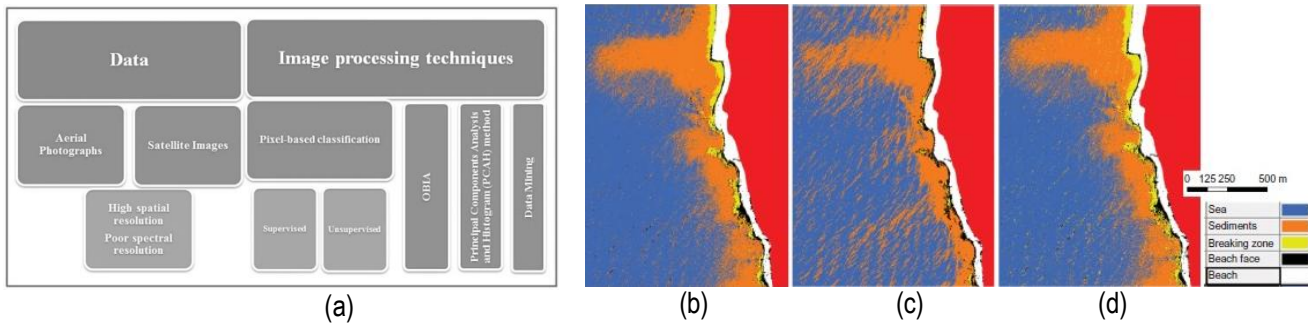 Data
Image processing techniques
Aerial
Photographs
Satellite Images
Pixel-based classification
High spatial
resolution
Poor spectral
resolution
Supervised
Unsupervised
OBIA
Principal Components Analysis
and Histogram (PCAH) method
Data Mining
(a)
(b)
(c)
(d)
0 125 250 500 m
Sea
Sediments
Breaking zone
Beach face
Beach